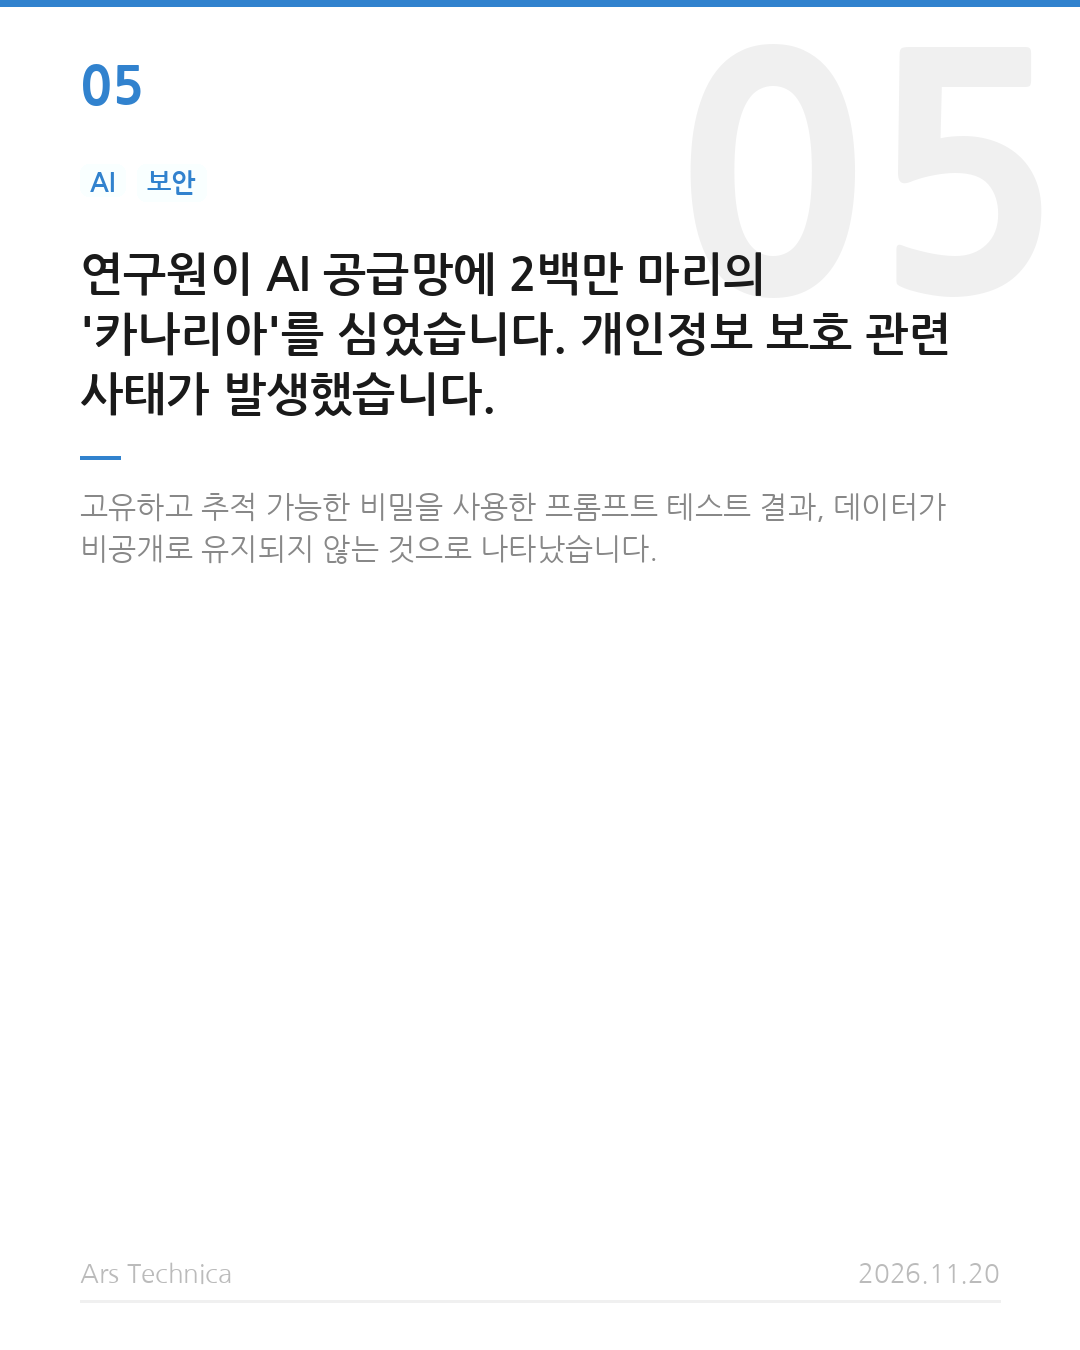 05
05
AI 보안
연구원이 AI 공급망에 2백만 마리의
'카나리아'를 심었습니다. 개인정보 보호 관련
사태가 발생했습니다.
고유하고 추적 가능한 비밀을 사용한 프롬프트 테스트 결과, 데이터가
비공개로 유지되지 않는 것으로 나타났습니다.
Ars Technica 2026.11.20